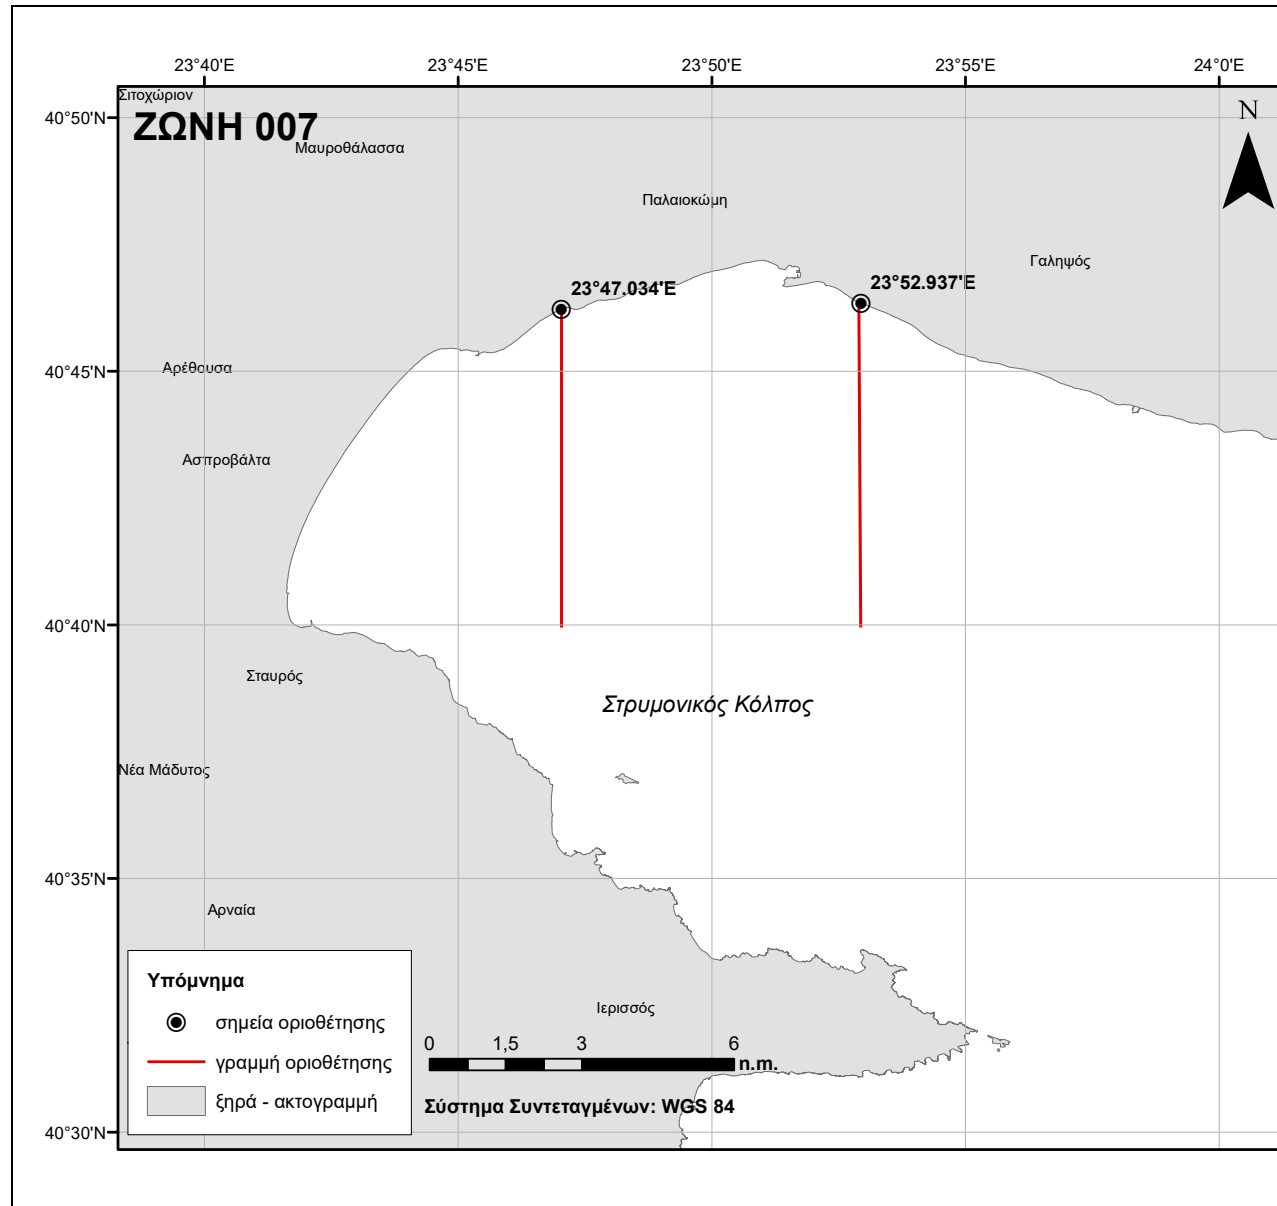 23°40'E 23°45'E 23°50'E 23°55'E 24°0'E
Σιτοχώριον
40°50'N
ΖΩΝΗ 007
N
Μαυροθάλασσα
Παλαιοκώμη
Γαληψός
23°47.034'E
23°52.937'E
Αρέθουσα
40°45'N
Ασπροβάλτα
40°40'N
Σταυρός
Στρυμονικός Κόλπος
Νέα Μάδυτος
40°35'N
Αρναία
Ιερισσός
Υπόμνημα
σημεία οριοθέτησης
γραμμή οριοθέτησης
ξηρά - ακτογραμμή
0 1,5 3 6
n.m.
Σύστημα Συντεταγμένων: WGS 84
40°30'N